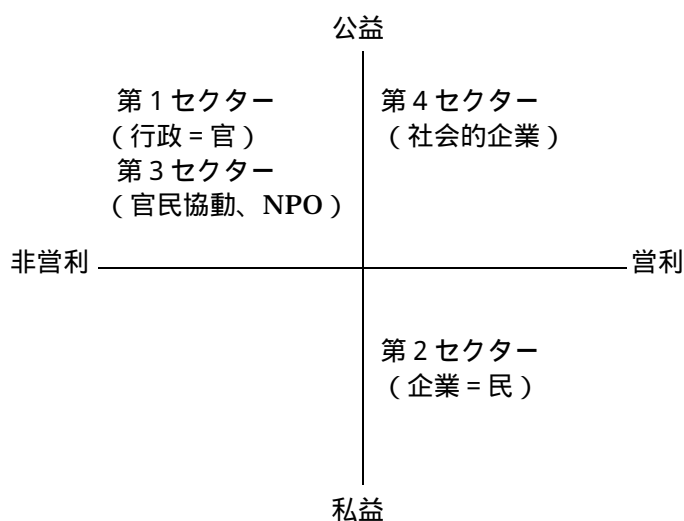 公益
第1セクター
（行政=官）
第3セクター
（官民協動、NPO）
第4セクター
（社会的企業）
非営利
営利
第2セクター
（企業=民）
私益